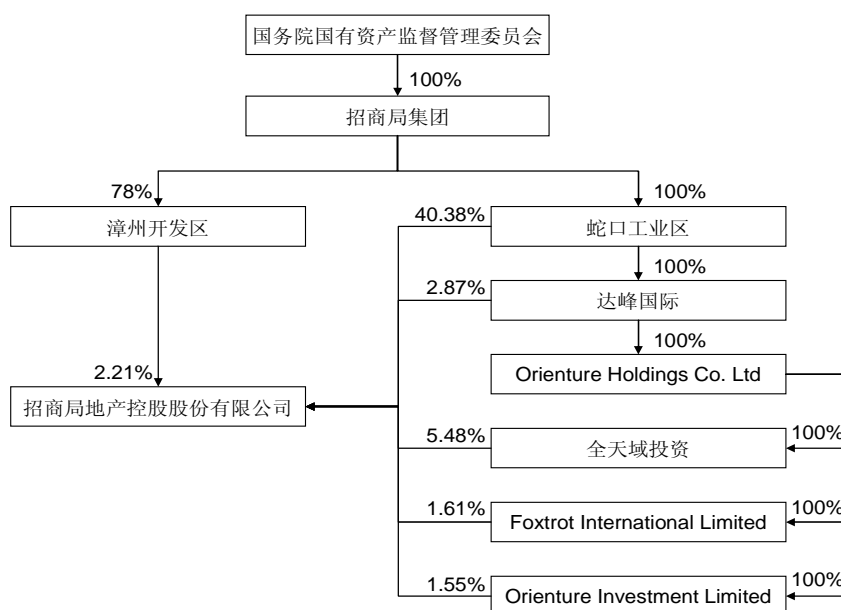 国务院国有资产监督管理委员会
100%
招商局集团
78%
100%
漳州开发区
40.38%
蛇口工业区
100%
2.87%
达峰国际
100%
2.21%
Orienture Holdings Co. Ltd
招商局地产控股股份有限公司
5.48%
全天域投资
100%
1.61%
Foxtrot International Limited
100%
1.55%
Orienture Investment Limited
100%